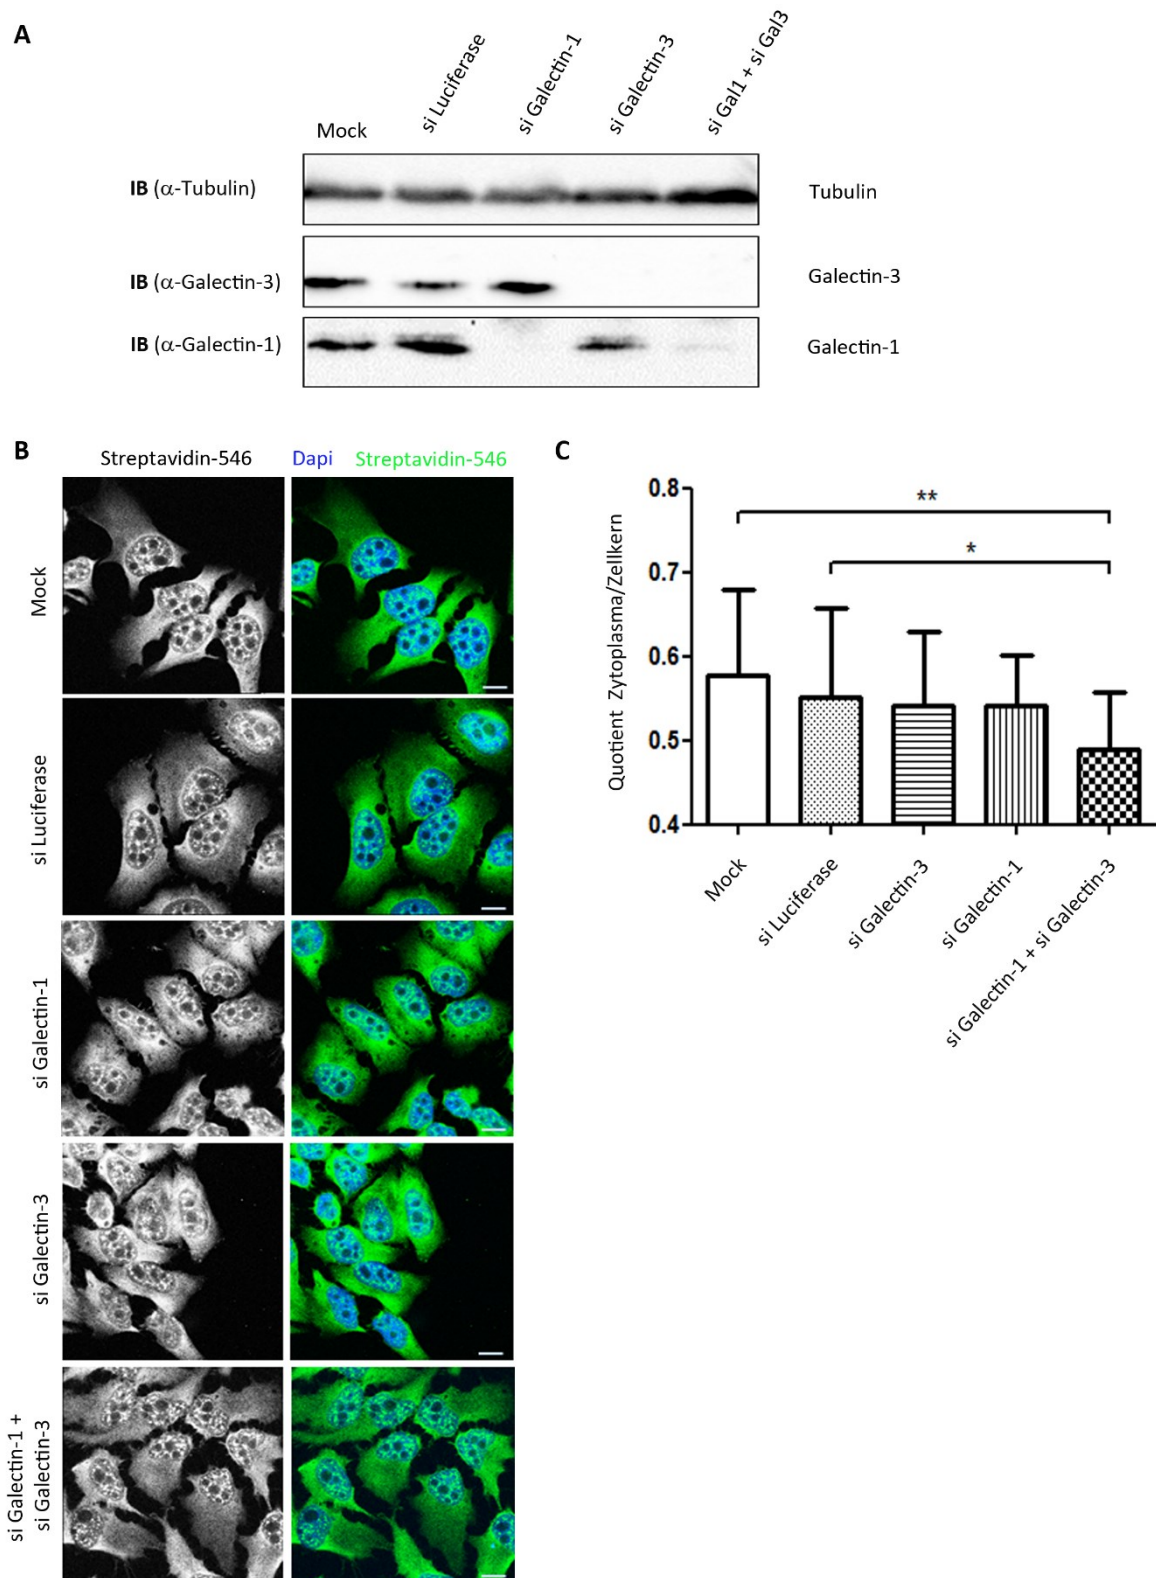 A
Mock
si Luciferase
si Galectin-1
si Galectin-3
si Gal1 + si Gal3
IB (α-Tubulin)
Tubulin
IB (α-Galectin-3)
Galectin-3
IB (α-Galectin-1)
Galectin-1
B
Streptavidin-546
Dapi
Streptavidin-546
Mock
si Luciferase
si Galectin-1
si Galectin-3
si Galectin-1 +
si Galectin-3
C
Quotient Zytoplasma/Zellkern
0.8
0.7
0.6
0.5
0.4
**
*
Mock
si Luciferase
si Galectin-3
si Galectin-1
si Galectin-1 + si Galectin-3